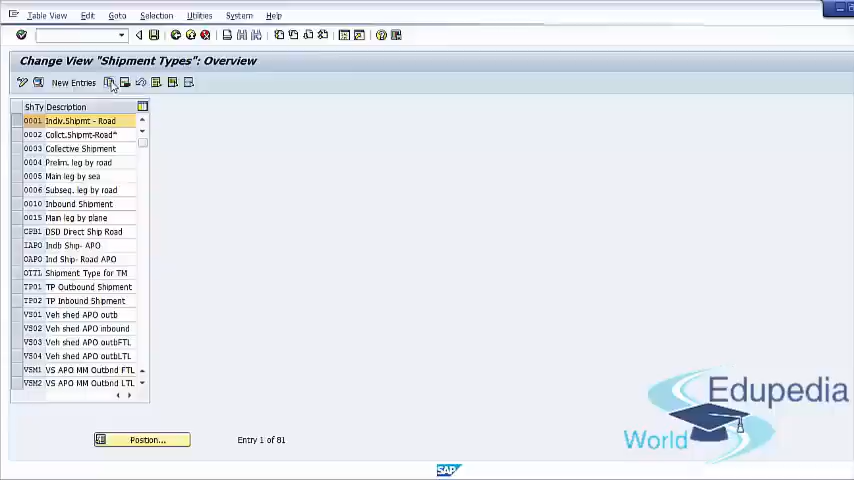 Table View Edit Goto Selection Utilities System Help
Change View "Shipment Types": Overview
New Entries
ShTy Description
0001 Indiv.Shipmt - Road
0002 Collct.Shipmt-Road*
0003 Collective Shipment
0004 Prelim. leg by road
0005 Main leg by sea
0006 Subseq. leg by road
0010 Inbound Shipment
0015 Main leg by plane
CPB1 DSD Direct Ship Road
IAPO Indb Ship- APO
OAPO Ind Ship- Road APO
OTTL Shipment Type for TM
TP01 TP Outbound Shipment
TP02 TP Inbound Shipment
VS01 Veh shed APO outb
VS02 Veh shed APO inbound
VS03 Veh shed APO outbFTL
VS04 Veh shed APO outbLTL
VSM1 VS APO MM Outbnd FTL
VSM2 VS APO MM Outbnd LTL
Position...
Entry 1 of 81
Edupedia
World
SAP